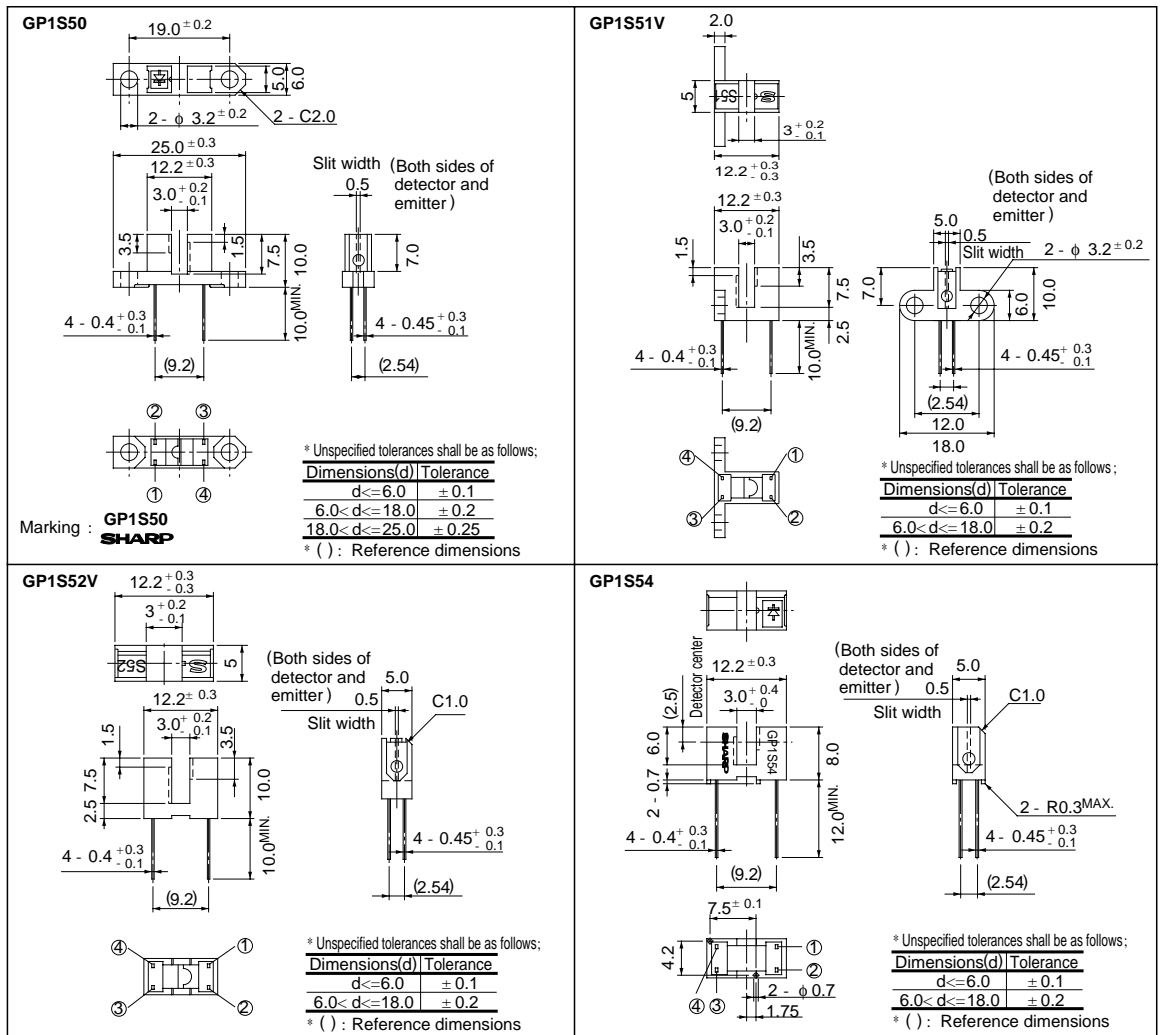 GP1S50
19.0 ± 0.2
5.0
6.0
2 - ϕ 3.2 ± 0.2
2 - C2.0
25.0 ± 0.3
12.2 ± 0.3
3.0 + 0.2 - 0.1
Slit width
0.5
(Both sides of
detector and
emitter )
3.5
1.5
7.5
10.0
7.0
10.0 MIN.
4 - 0.4 + 0.3 - 0.1
4 - 0.45 + 0.3 - 0.1
(9.2)
(2.54)
② ③
① ④
Marking : GP1S50
SHARP
* Unspecified tolerances shall be as follows;
Dimensions(d) Tolerance
d<=6.0 ± 0.1
6.0< d<=18.0 ± 0.2
18.0< d<=25.0 ± 0.25
* ( ) : Reference dimensions
GP1S51V
2.0
5
S51
S
3 + 0.2 - 0.1
12.2 + 0.3 - 0.3
12.2 ± 0.3
3.0 + 0.2 - 0.1
1.5
3.5
7.5
2.5
10.0 MIN.
4 - 0.4 + 0.3 - 0.1
(9.2)
(Both sides of
detector and
emitter )
5.0
0.5
Slit width
2 - ϕ 3.2 ± 0.2
7.0
6.0
10.0
4 - 0.45 + 0.3 - 0.1
(2.54)
12.0
18.0
④ ①
③ ②
* Unspecified tolerances shall be as follows ;
Dimensions(d) Tolerance
d<=6.0 ± 0.1
6.0< d<=18.0 ± 0.2
* ( ) : Reference dimensions
GP1S52V
12.2 + 0.3 - 0.3
3 + 0.2 - 0.1
S52
S
5
12.2 ± 0.3
3.0 + 0.2 - 0.1
1.5
3.5
7.5
2.5
10.0
10.0 MIN.
4 - 0.4 + 0.3 - 0.1
(9.2)
(Both sides of
detector and
emitter )
5.0
0.5
Slit width
C1.0
4 - 0.45 + 0.3 - 0.1
(2.54)
④ ①
③ ②
* Unspecified tolerances shall be as follows;
Dimensions(d) Tolerance
d<=6.0 ± 0.1
6.0< d<=18.0 ± 0.2
* ( ) : Reference dimensions
GP1S54
Detector center
12.2 ± 0.3
3.0 + 0.4 - 0
(2.5)
6.0
2 - 0.7
SHARP
GP1S54
8.0
12.0 MIN.
4 - 0.4 + 0.3 - 0.1
(9.2)
(Both sides of
detector and
emitter )
5.0
0.5
Slit width
C1.0
2 - R0.3 MAX.
4 - 0.45 + 0.3 - 0.1
(2.54)
7.5 ± 0.1
4.2
①
②
④ ③
2 - ϕ 0.7
1.75
* Unspecified tolerances shall be as follows;
Dimensions(d) Tolerance
d<=6.0 ± 0.1
6.0< d<=18.0 ± 0.2
* ( ) : Reference dimensions